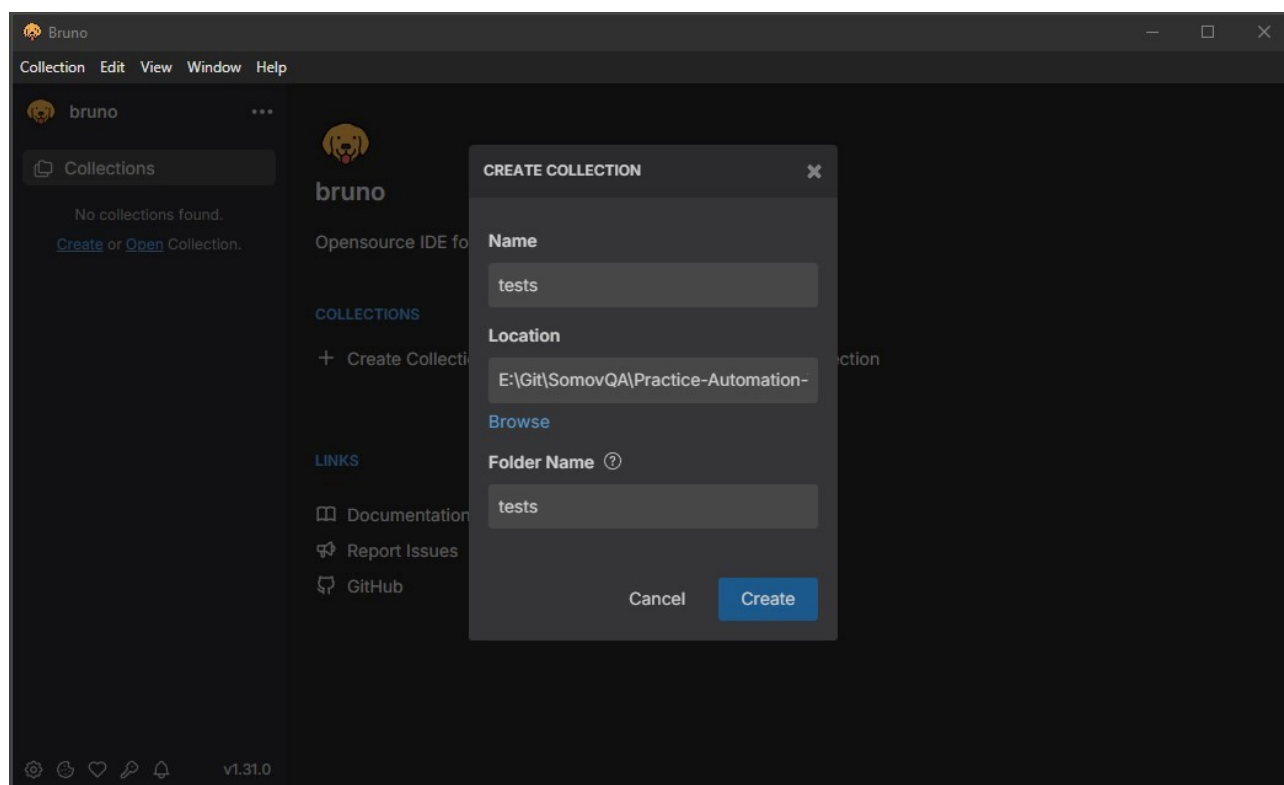 Bruno
Collection Edit View Window Help
bruno
Collections
No collections found.
Create or Open Collection.
v1.31.0
bruno
Opensource IDE fo
COLLECTIONS
+ Create Collecti
ction
LINKS
Documentation
Report Issues
GitHub
CREATE COLLECTION
Name
tests
Location
E:\Git\SomovQA\Practice-Automation-
Browse
Folder Name
tests
Cancel
Create